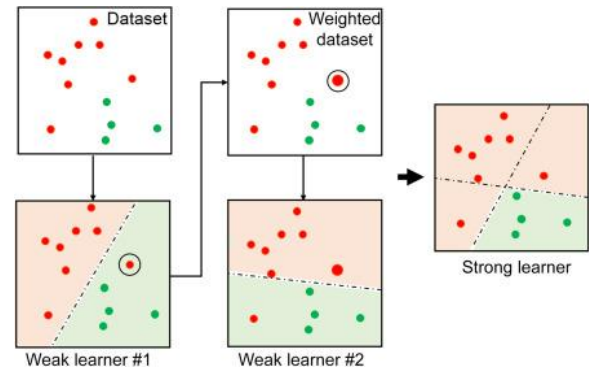 Dataset
Weighted
dataset
Weak learner #1
Weak learner #2
Strong learner